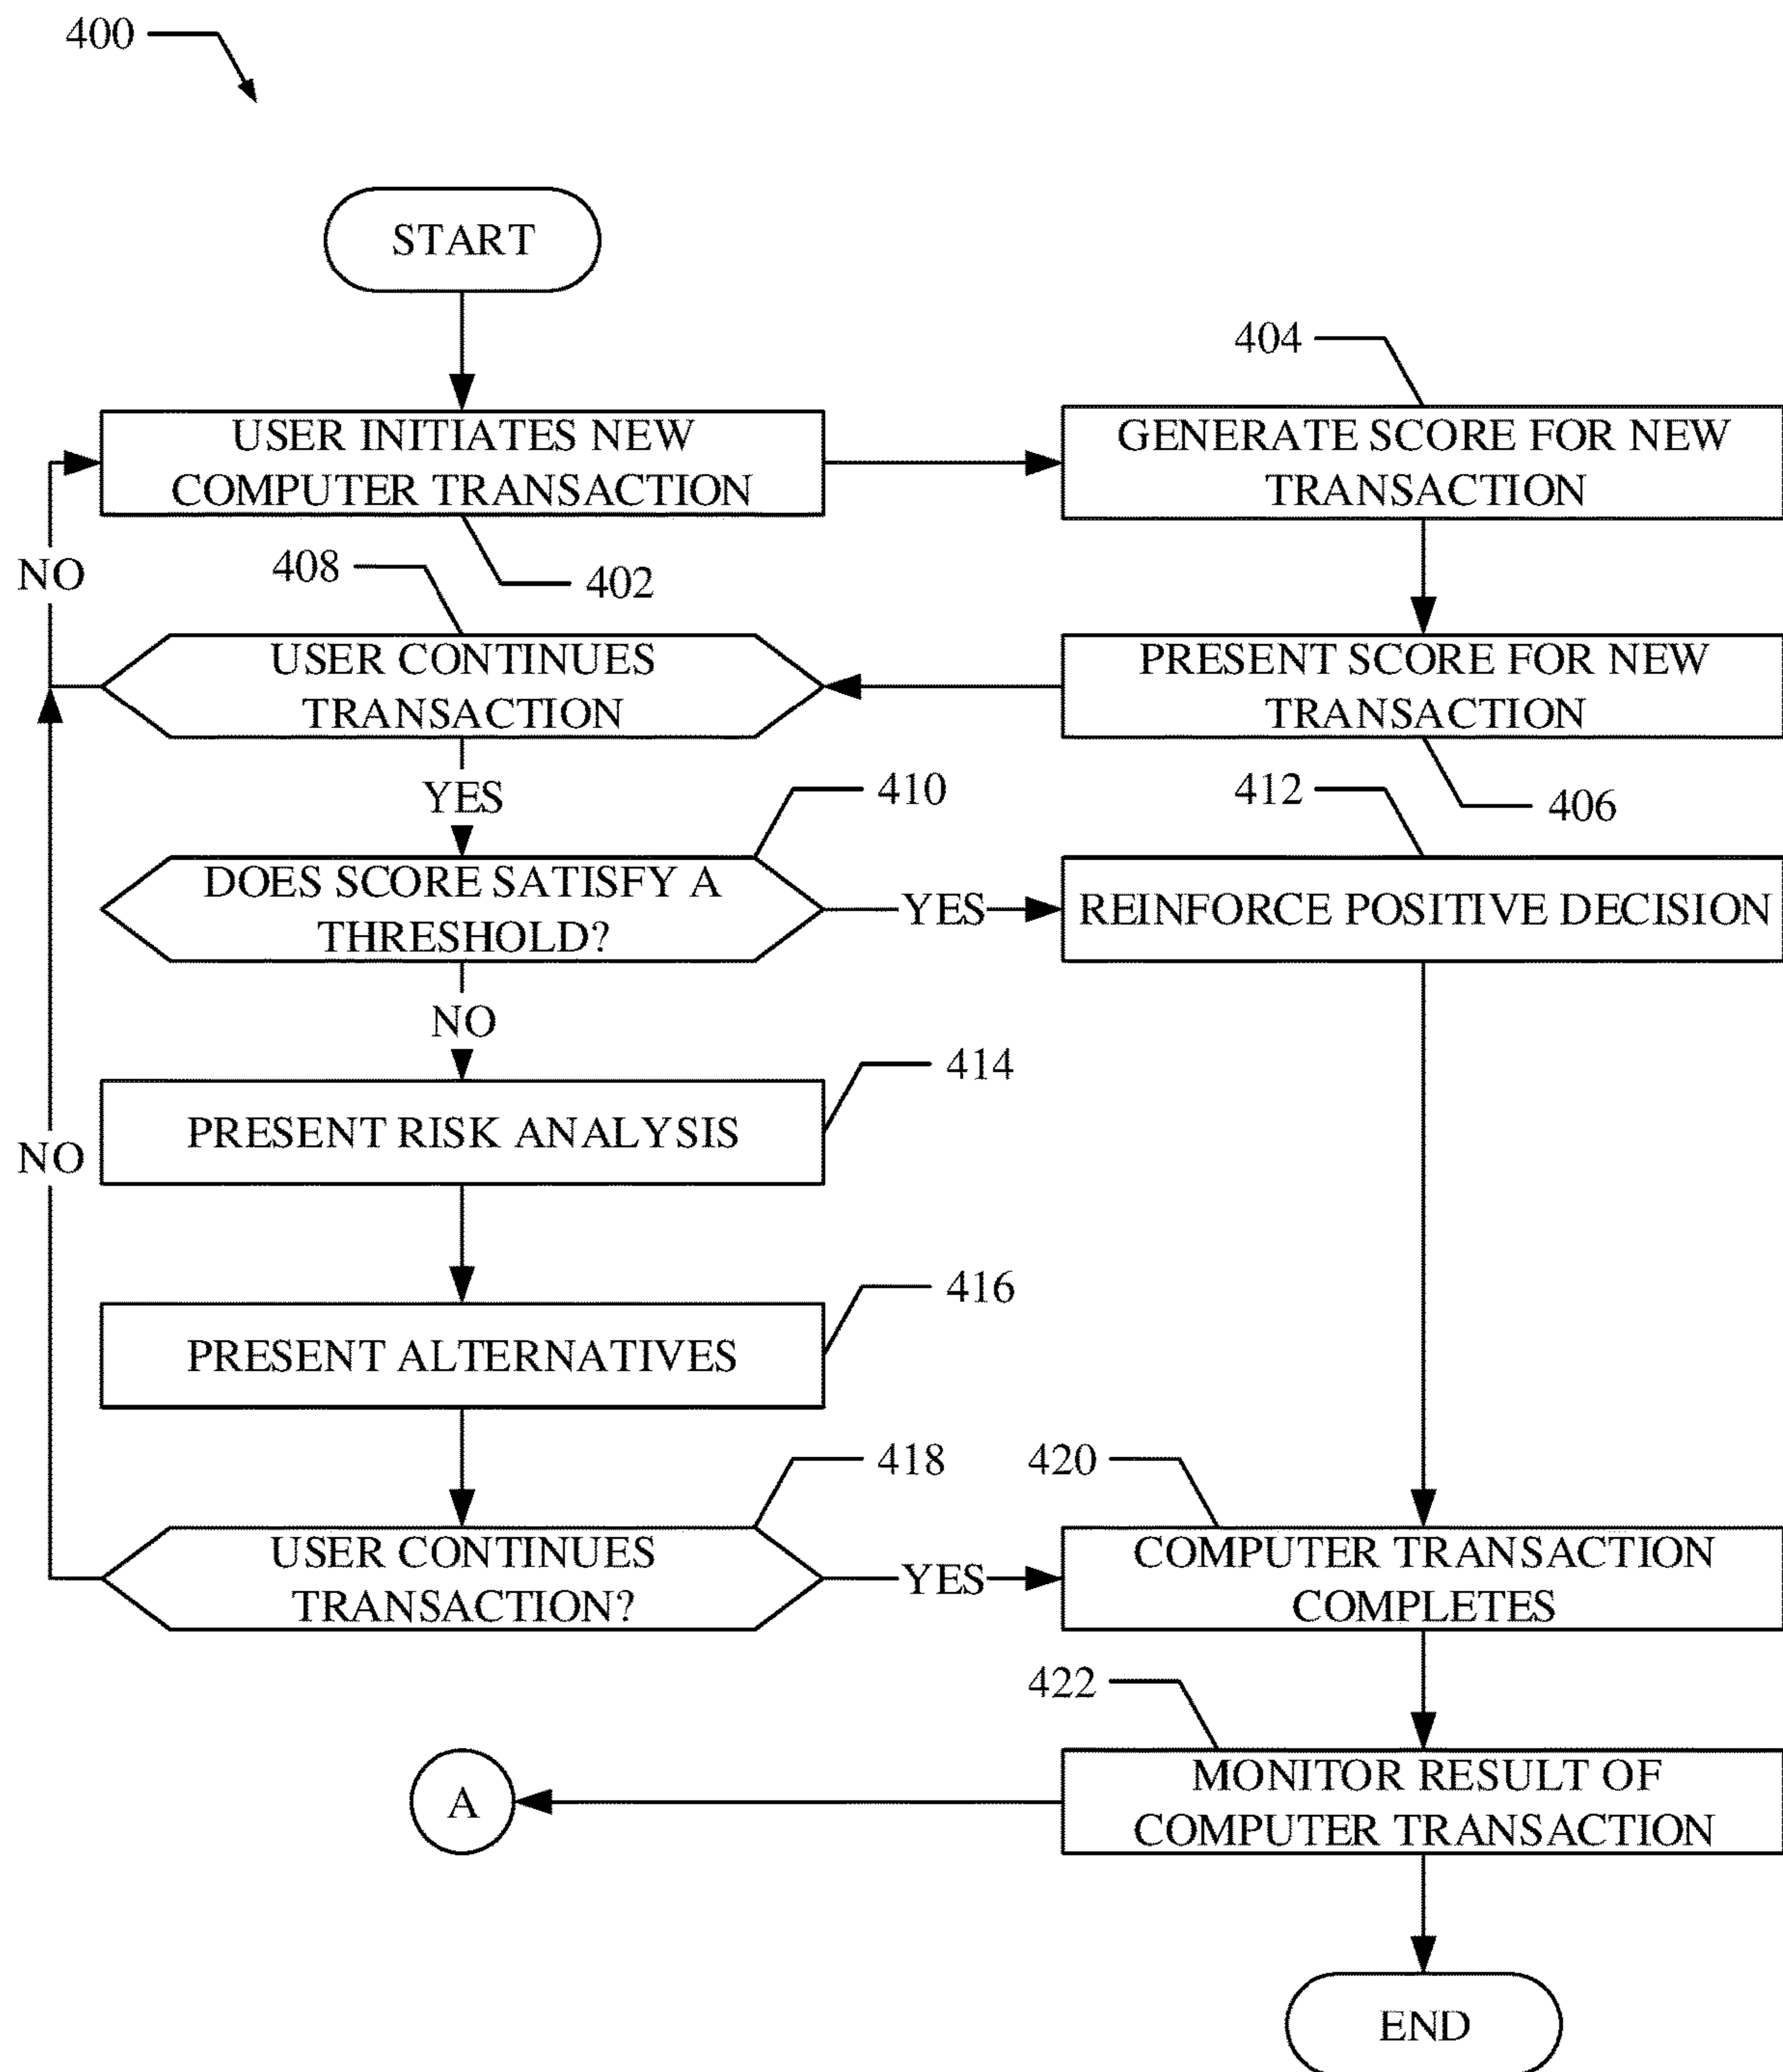 400
START
404
USER INITIATES NEW
COMPUTER TRANSACTION
GENERATE SCORE FOR NEW
TRANSACTION
NO
408
402
USER CONTINUES
TRANSACTION
PRESENT SCORE FOR NEW
TRANSACTION
YES
410
412
406
DOES SCORE SATISFY A
THRESHOLD?
YES
REINFORCE POSITIVE DECISION
NO
414
PRESENT RISK ANALYSIS
NO
416
PRESENT ALTERNATIVES
418
420
USER CONTINUES
TRANSACTION?
YES
COMPUTER TRANSACTION
COMPLETES
422
A
MONITOR RESULT OF
COMPUTER TRANSACTION
END